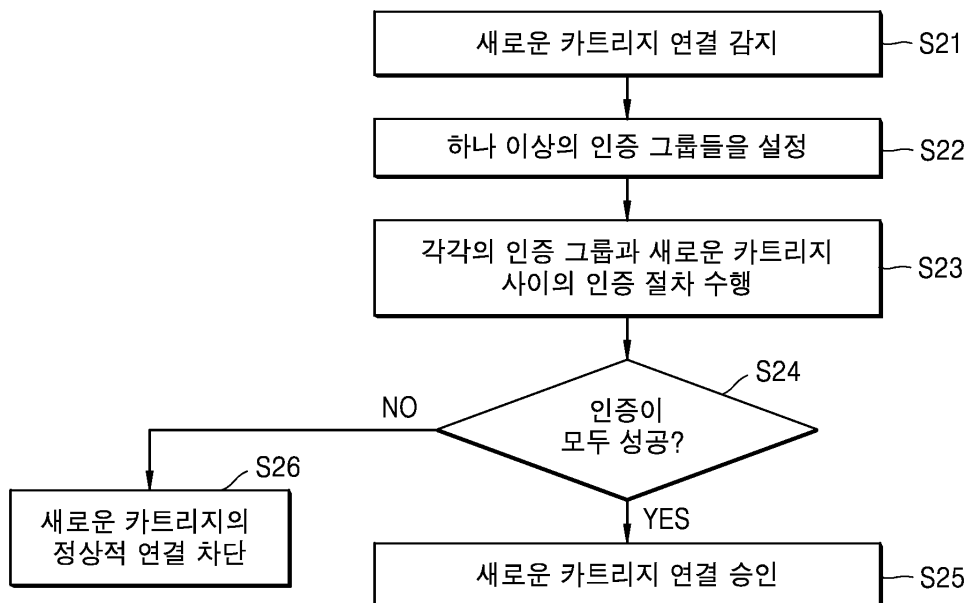 새로운 카트리지 연결 감지
S21
하나 이상의 인증 그룹들을 설정
S22
각각의 인증 그룹과 새로운 카트리지
사이의 인증 절차 수행
S23
S24
인증이
모두 성공?
NO
S26
새로운 카트리지의
정상적 연결 차단
YES
새로운 카트리지 연결 승인
S25